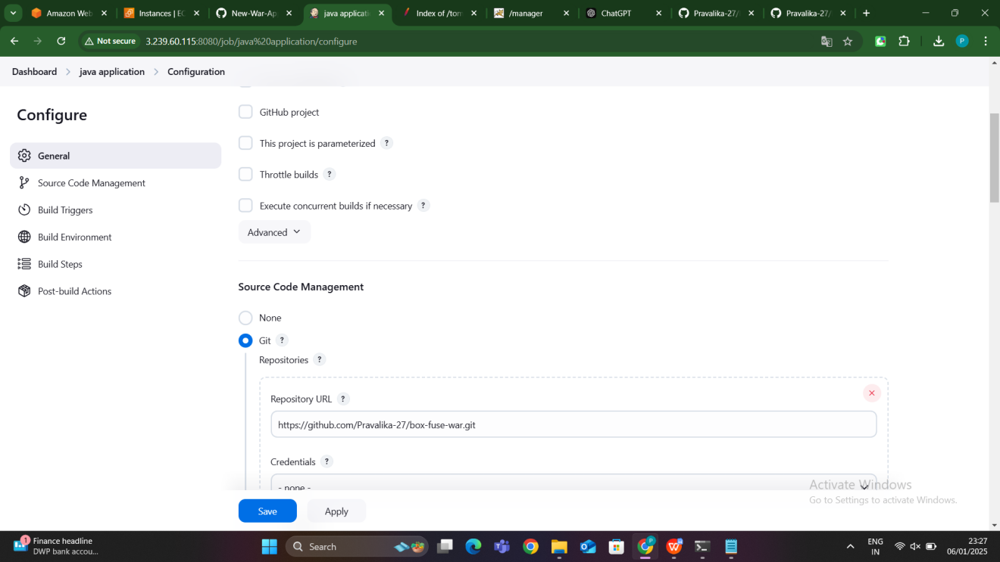 Amazon Web
Instances | EC
New-War-Ap
java applicatio
Index of /tom
/manager
ChatGPT
Pravalika-27/
Pravalika-27/
Not secure
3.239.60.115:8080/job/java%20application/configure
P
Dashboard
java application
Configuration
Configure
General
Source Code Management
Build Triggers
Build Environment
Build Steps
Post-build Actions
GitHub project
This project is parameterized ?
Throttle builds ?
Execute concurrent builds if necessary ?
Advanced
Source Code Management
None
Git ?
Repositories ?
Repository URL ?
https://github.com/Pravalika-27/box-fuse-war.git
Credentials ?
- none -
Save
Apply
Activate Windows
Go to Settings to activate Windows.
1
Finance headline
DWP bank accou...
Search
P
ENG
IN
23:27
06/01/2025